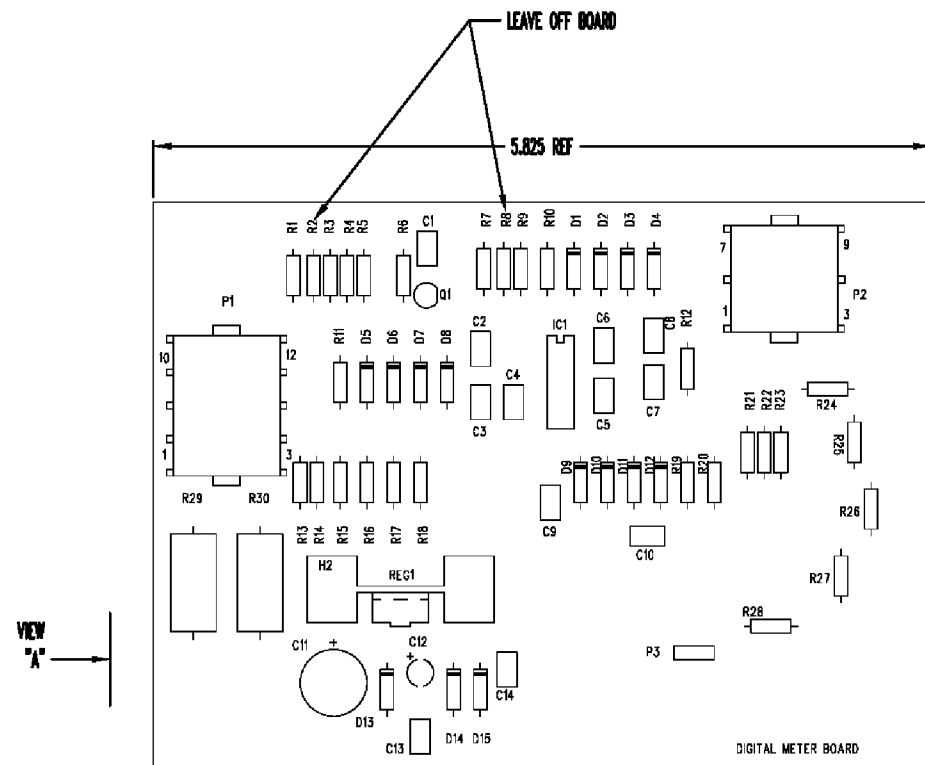 LEAVE OFF BOARD
5.825 REF
R1 R2 R3 R4 R5 R6 C1 R7 R8 R9 R10 D1 D2 D3 D4
7 9
Q1
P1
P2
1 3
10 12
R11 D5 D6 D7 D8 C2 C4 IC1 C6 C8 R12
C3 C5 C7
R21 R22 R23 R24
1 3
R25
R29 R30
D9 D10 D11 D12 R19 R20
R26
R13 R14 R15 R16 R17 R18
C9
C10
H2 REG1
R27
R28
VIEW
"A"
C11 + C12
+
P3
C14
D13
C13 D14 D15
DIGITAL METER BOARD